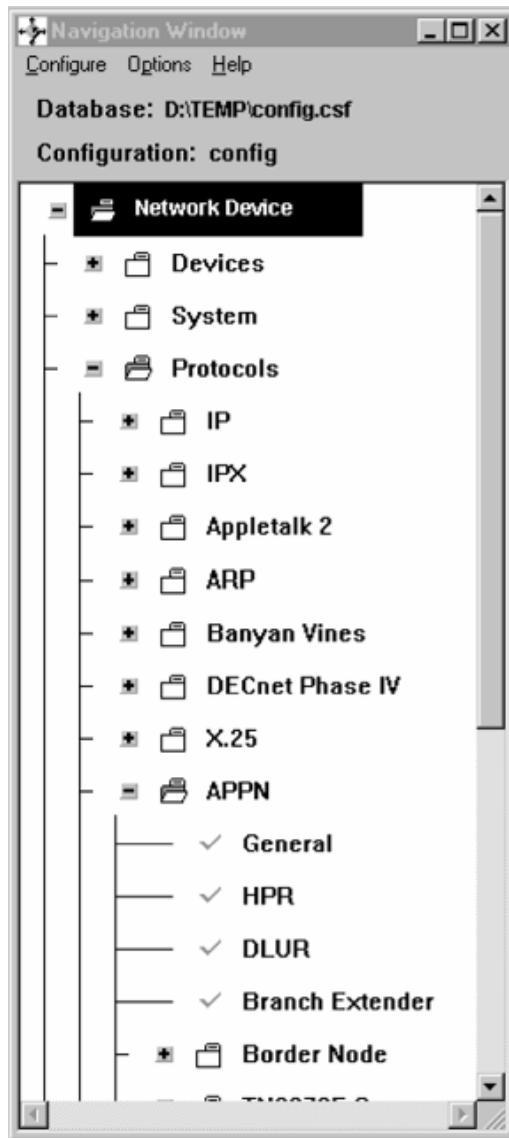 Navigation Window
Configure Options Help
Database: D:\TEMP\config.csf
Configuration: config
Network Device
Devices
System
Protocols
IP
IPX
Appletalk 2
ARP
Banyan Vines
DECnet Phase IV
X.25
APPN
General
HPR
DLUR
Branch Extender
Border Node